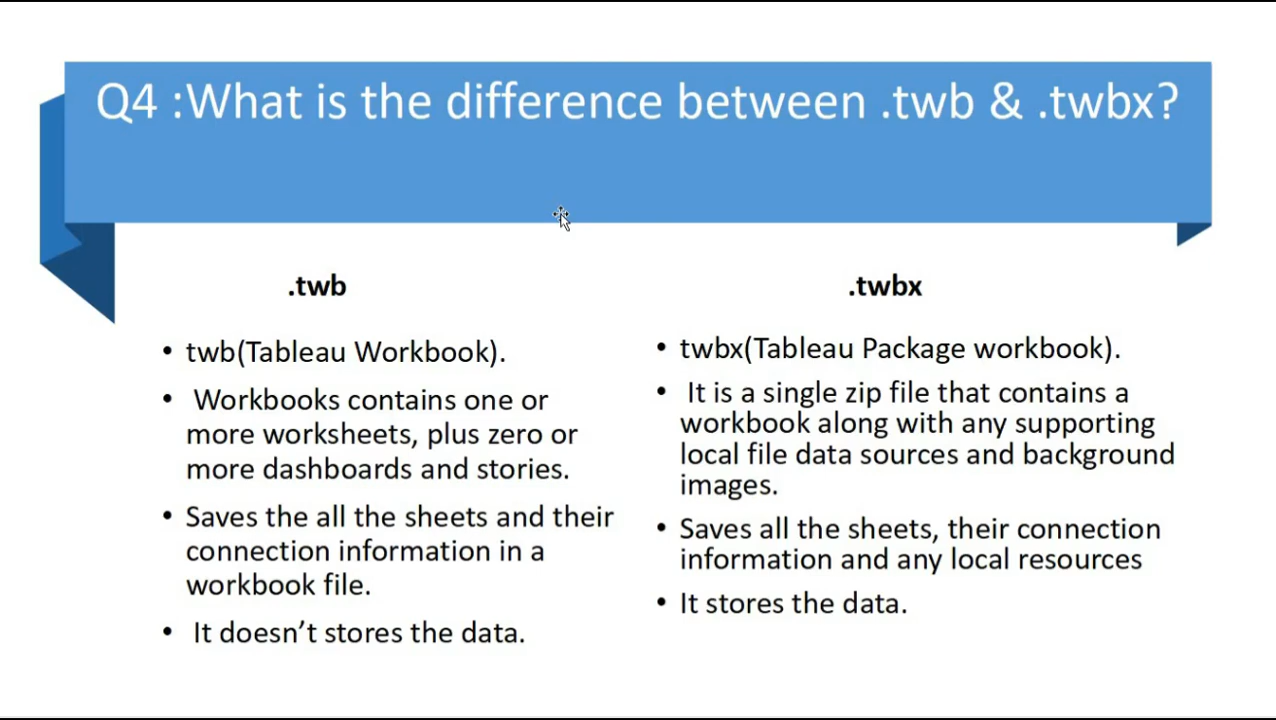 Q4 :What is the difference between .twb & .twbx?
.twb
• twb(Tableau Workbook).
• Workbooks contains one or
more worksheets, plus zero or
more dashboards and stories.
• Saves the all the sheets and their
connection information in a
workbook file.
• It doesn’t stores the data.
.twbx
• twbx(Tableau Package workbook).
• It is a single zip file that contains a
workbook along with any supporting
local file data sources and background
images.
• Saves all the sheets, their connection
information and any local resources
• It stores the data.